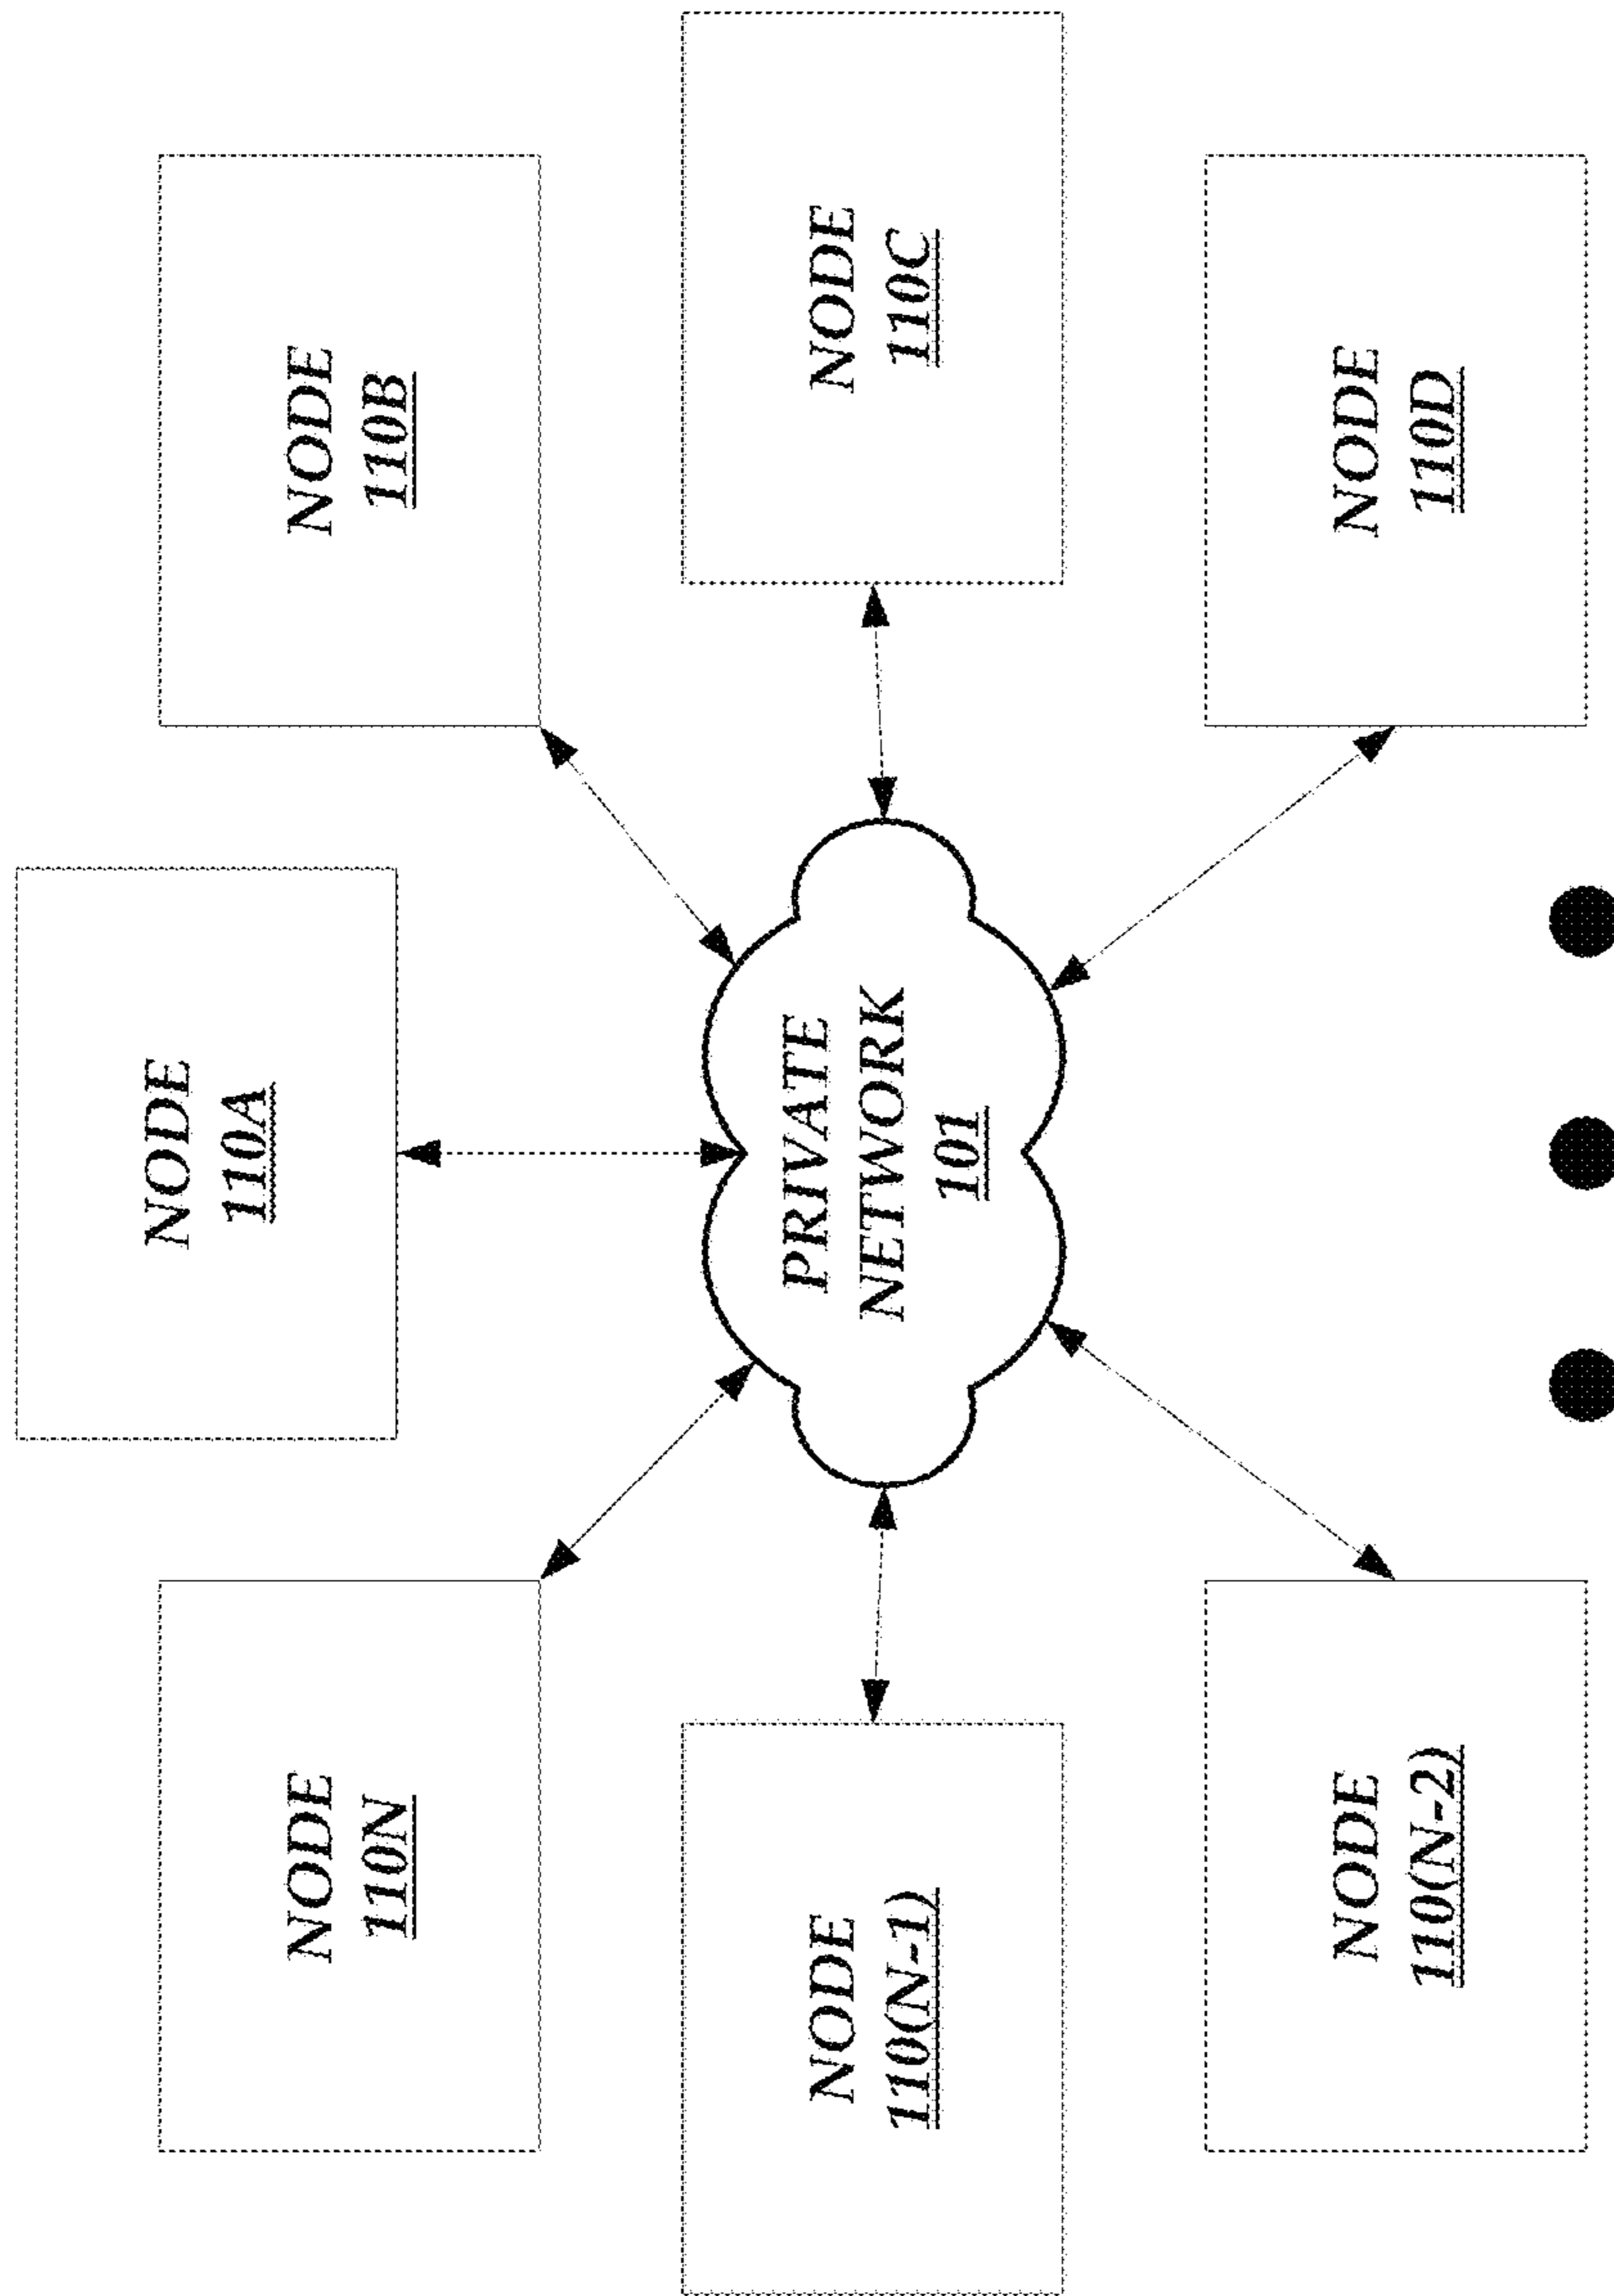 NODE
110A
NODE
110N
NODE
110B
PRIVATE
NETWORK
101
NODE
110(N-1)
NODE
110C
NODE
110(N-2)
NODE
110D